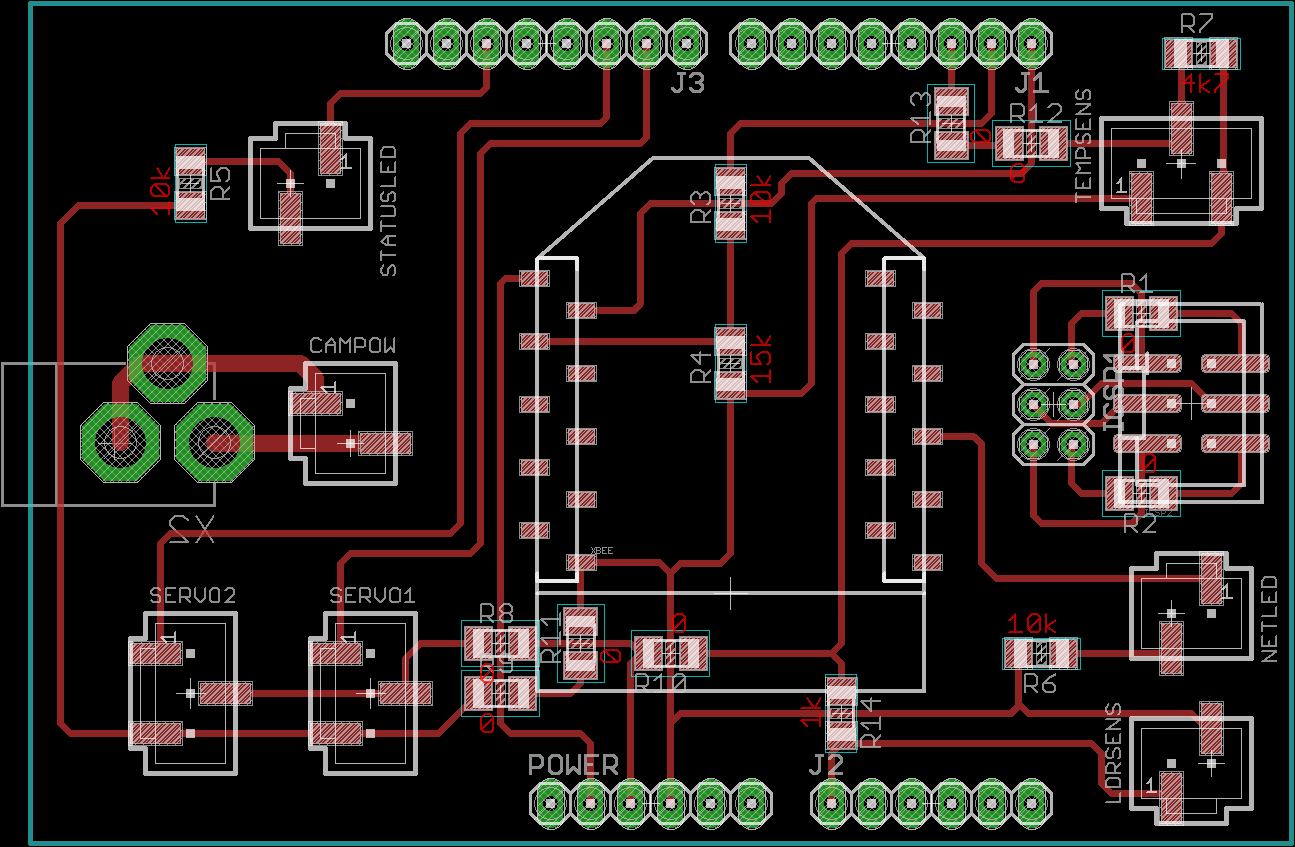 R7
J3
J1
4k7
R13
0
R12
0
TEMPSENS
1
STATUSLED
1
10k
R5
R3
10k
R1
0
CAMPOW
1
R4
15k
ICSP1
0
R2
X2
XBEE
SERVO2
SERVO1
1
1
R8
0
R11
0
0
R10
0
10k
R6
NETLED
1
1k
R14
LDRSENS
1
POWER
J2